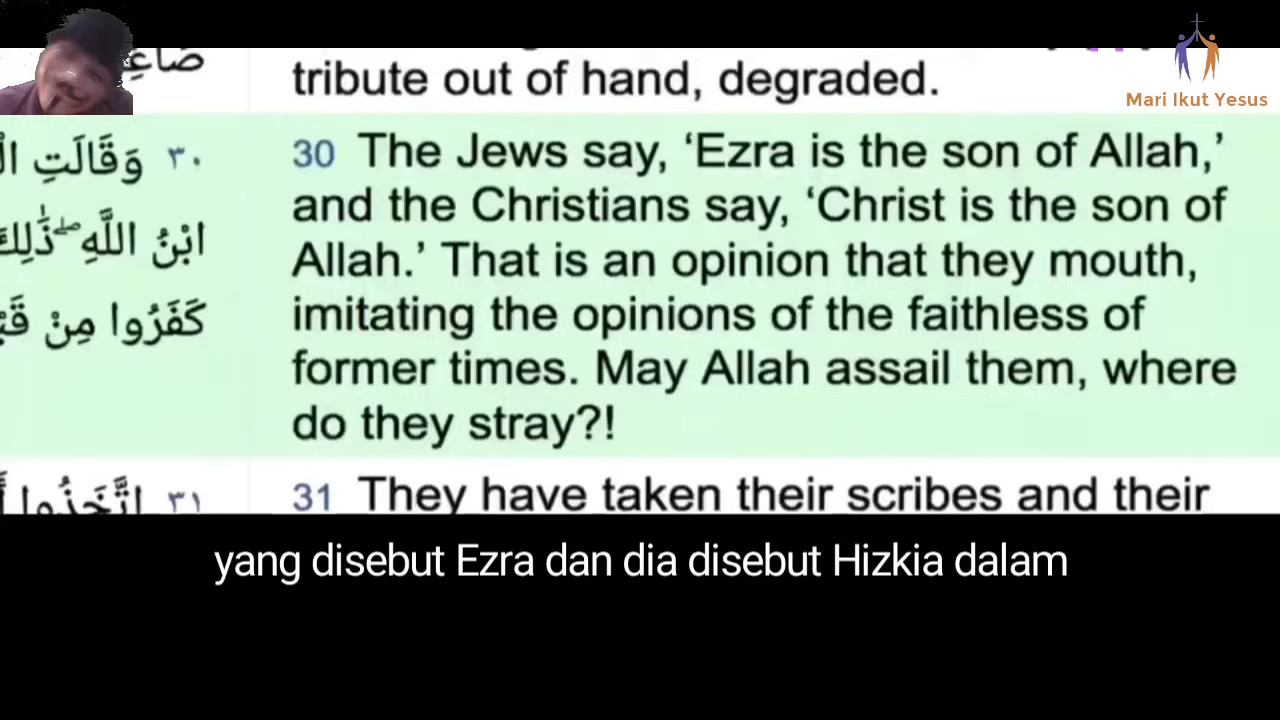 Mari Ikut Yesus
tribute out of hand, degraded.
٣٠ وَقَالَتِ
30 The Jews say, ‘Ezra is the son of Allah,’
and the Christians say, ‘Christ is the son of
ابْنُ اللَّهِ ۖ ذَٰلِكَ
Allah.’ That is an opinion that they mouth,
كَفَرُوا مِنْ
imitating the opinions of the faithless of
former times. May Allah assail them, where
do they stray?!
٣١ اتَّخَذُوا
31 They have taken their scribes and their
yang disebut Ezra dan dia disebut Hizkia dalam